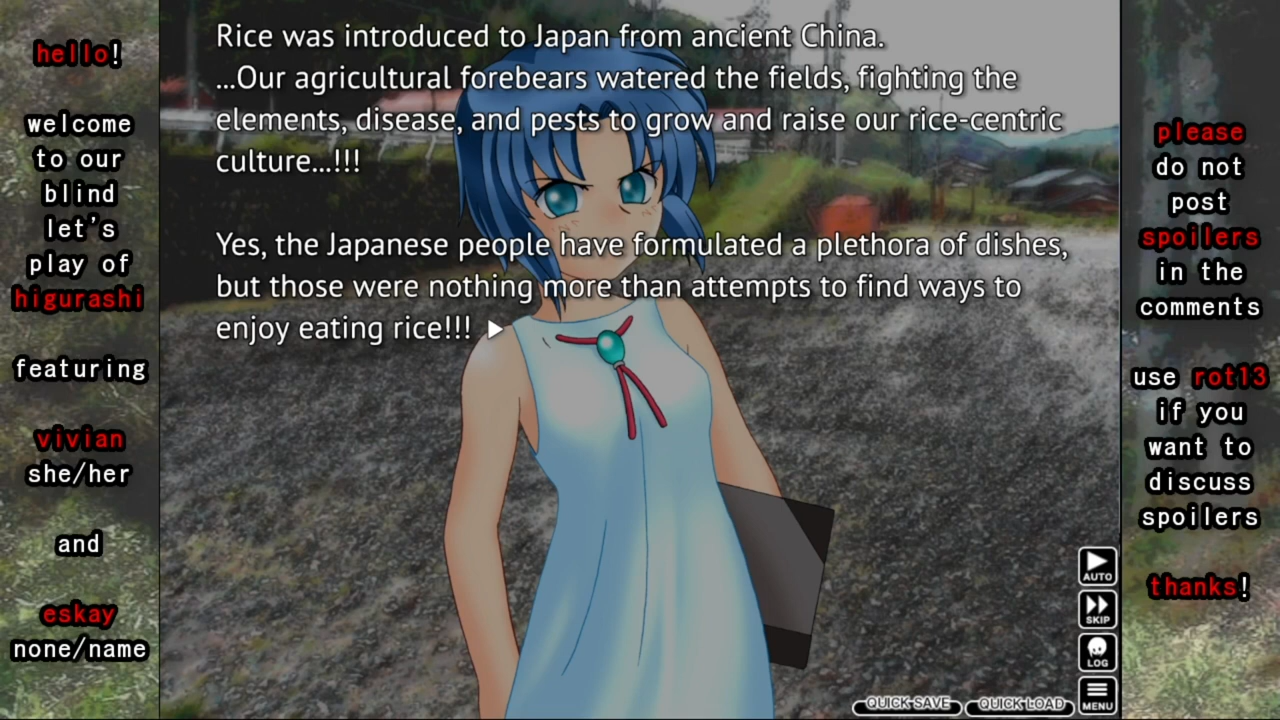 hello!
welcome
to our
blind
let's
play of
higurashi
featuring
vivian
she/her
and
eskay
none/name
Rice was introduced to Japan from ancient China.
...Our agricultural forebears watered the fields, fighting the
elements, disease, and pests to grow and raise our rice-centric
culture...!!!
Yes, the Japanese people have formulated a plethora of dishes,
but those were nothing more than attempts to find ways to
enjoy eating rice!!!
please
do not
post
spoilers
in the
comments
use rot13
if you
want to
discuss
spoilers
thanks!
AUTO
SKIP
LOG
MENU
QUICK SAVE QUICK LOAD